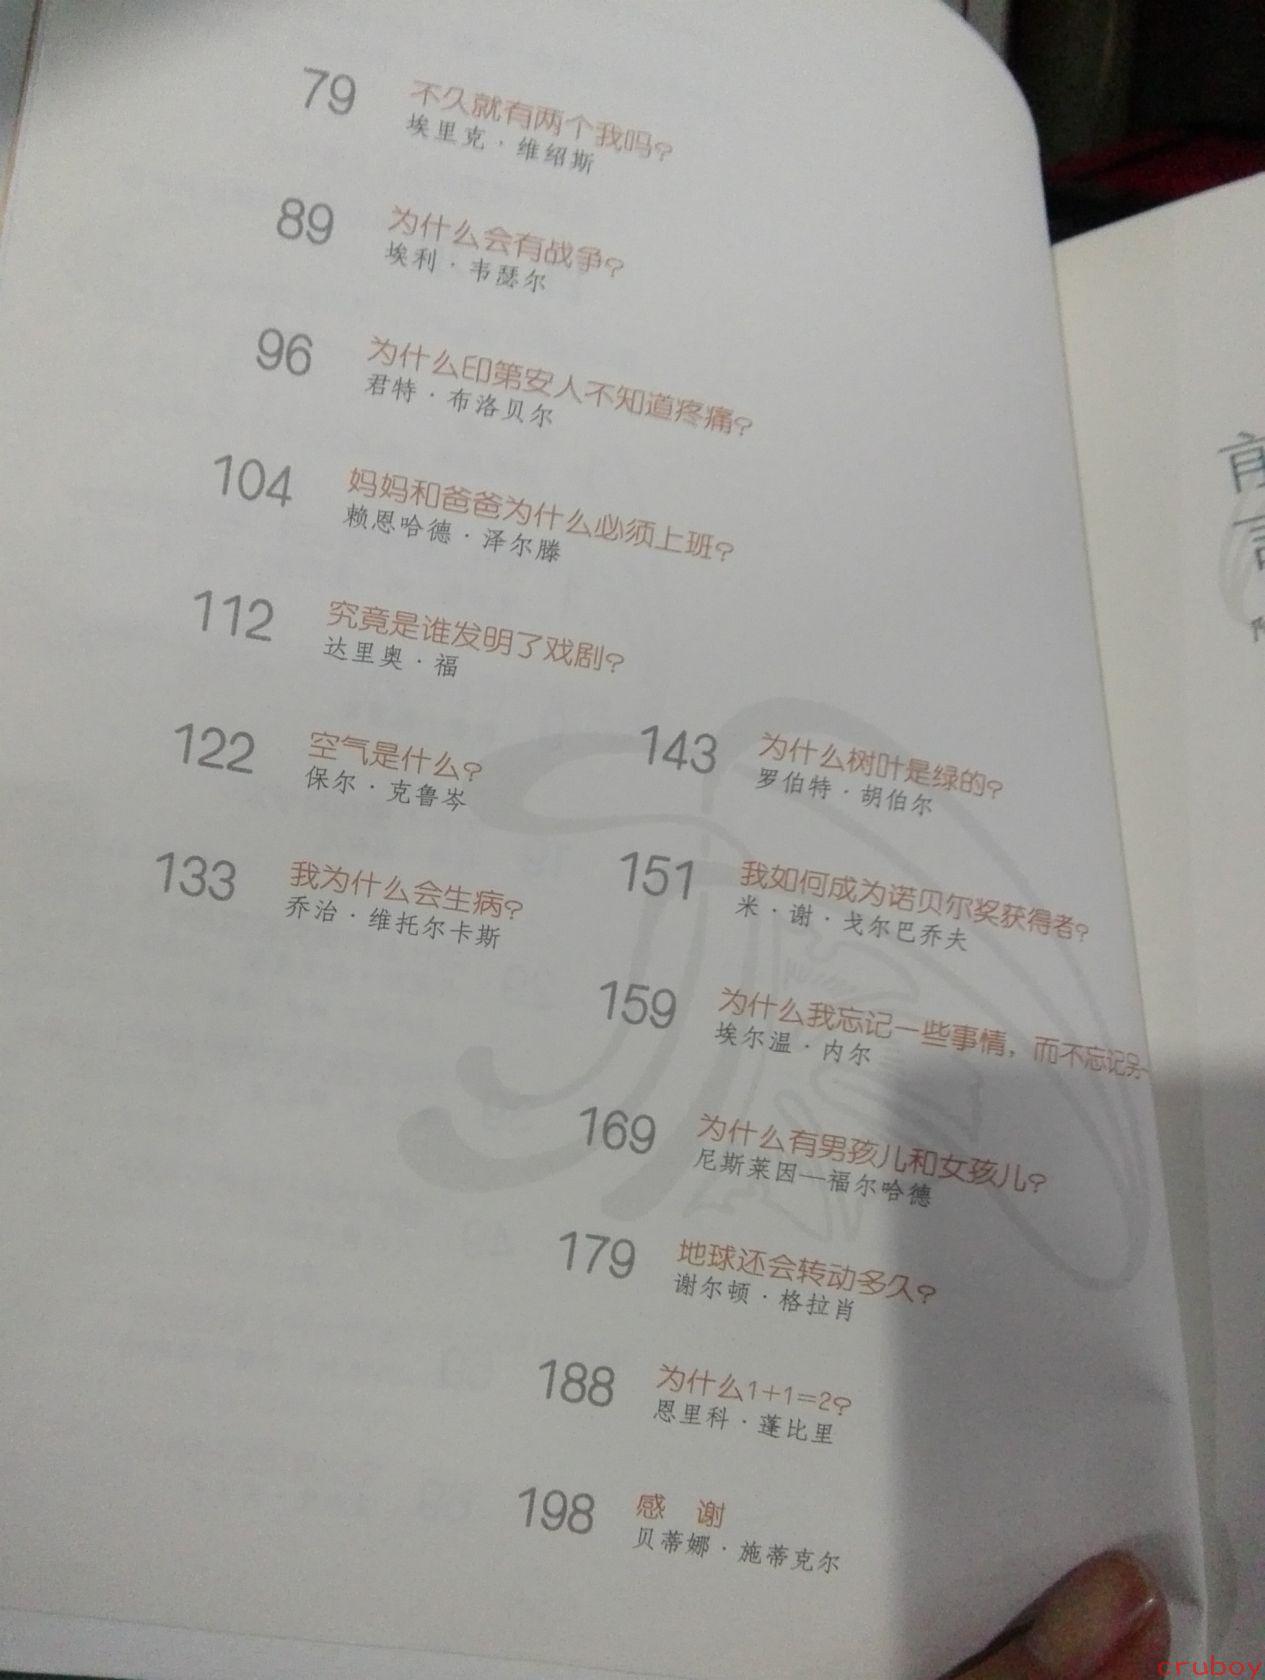 79
不久就有两个我吗?
埃里克·维绍斯
89
为什么会有战争?
埃利·韦瑟尔
96
为什么印第安人不知道疼痛?
君特·布洛贝尔
104
妈妈和爸爸为什么必须上班?
赖恩哈德·泽尔滕
112
究竟是谁发明了戏剧?
达里奥·福
122
空气是什么?
保尔·克鲁岑
133
我为什么会生病?
乔治·维托尔卡斯
143
为什么树叶是绿的?
罗伯特·胡伯尔
151
我如何成为诺贝尔奖获得者?
米·谢·戈尔巴乔夫
159
为什么我忘记一些事情，而不忘记另一
埃尔温·内尔
169
为什么有男孩儿和女孩儿?
尼斯莱因—福尔哈德
179
地球还会转动多久?
谢尔顿·格拉肖
188
为什么1+1=2?
恩里科·蓬比里
198
感 谢
贝蒂娜·施蒂克尔
cruboy